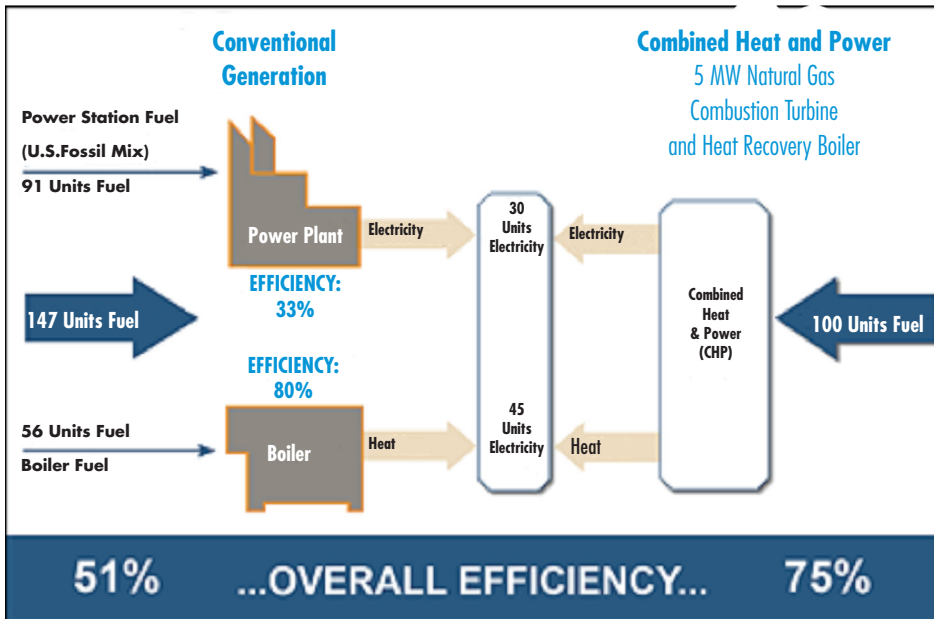 Conventional
Generation
Combined Heat and Power
5 MW Natural Gas
Combustion Turbine
and Heat Recovery Boiler
Power Station Fuel
(U.S.Fossil Mix)
91 Units Fuel
Power Plant
Electricity
30
Units
Electricity
Electricity
EFFICIENCY:
33%
147 Units Fuel
Combined
Heat
& Power
(CHP)
100 Units Fuel
EFFICIENCY:
80%
56 Units Fuel
Boiler Fuel
Boiler
Heat
45
Units
Electricity
Heat
51% ...OVERALL EFFICIENCY... 75%